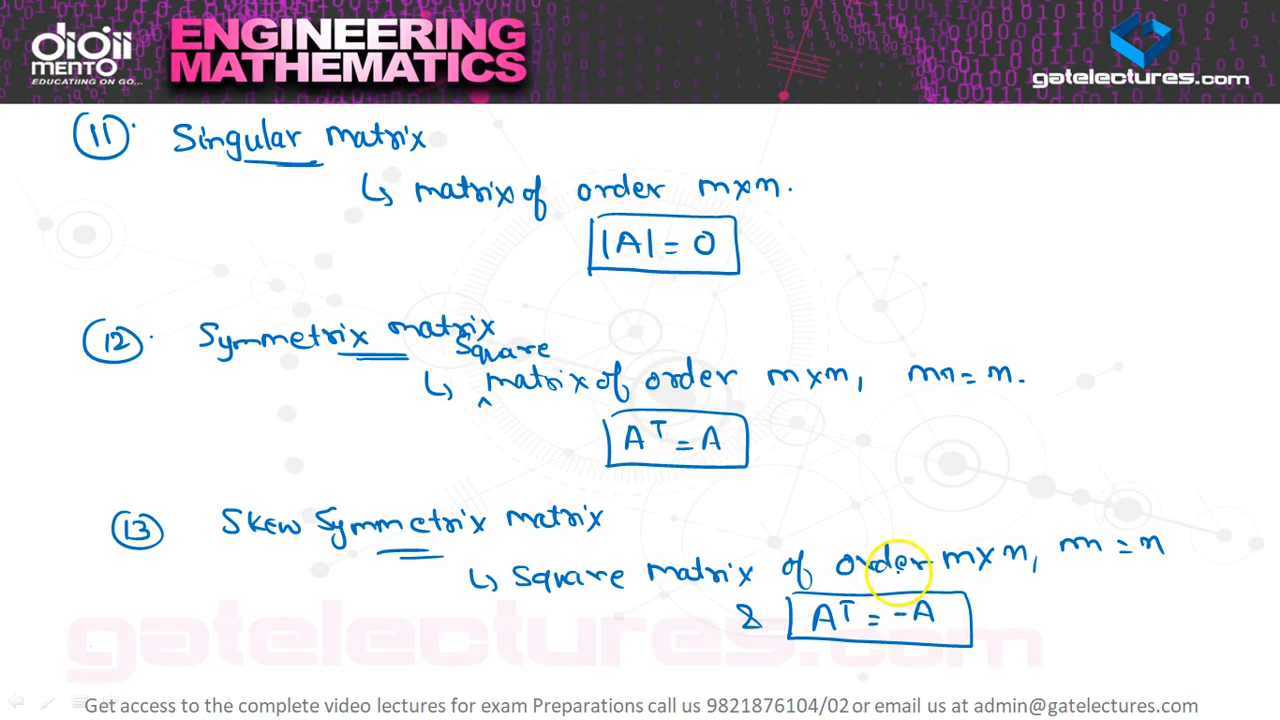 digii
MENTO
EDUCATIING ON GO...
ENGINEERING
MATHEMATICS
gatelectures.com
(11). Singular matrix
↳ matrix of order m×n.
|A| = 0
(12). Symmetrix matrix
square
↳ ^ matrix of order m×n, m = n.
Aᵀ = A
(13) Skew Symmetrix matrix
↳ Square matrix of order m×n, m = n
& Aᵀ = -A
gatelectures.com
Get access to the complete video lectures for exam Preparations call us 9821876104/02 or email us at admin@gatelectures.com